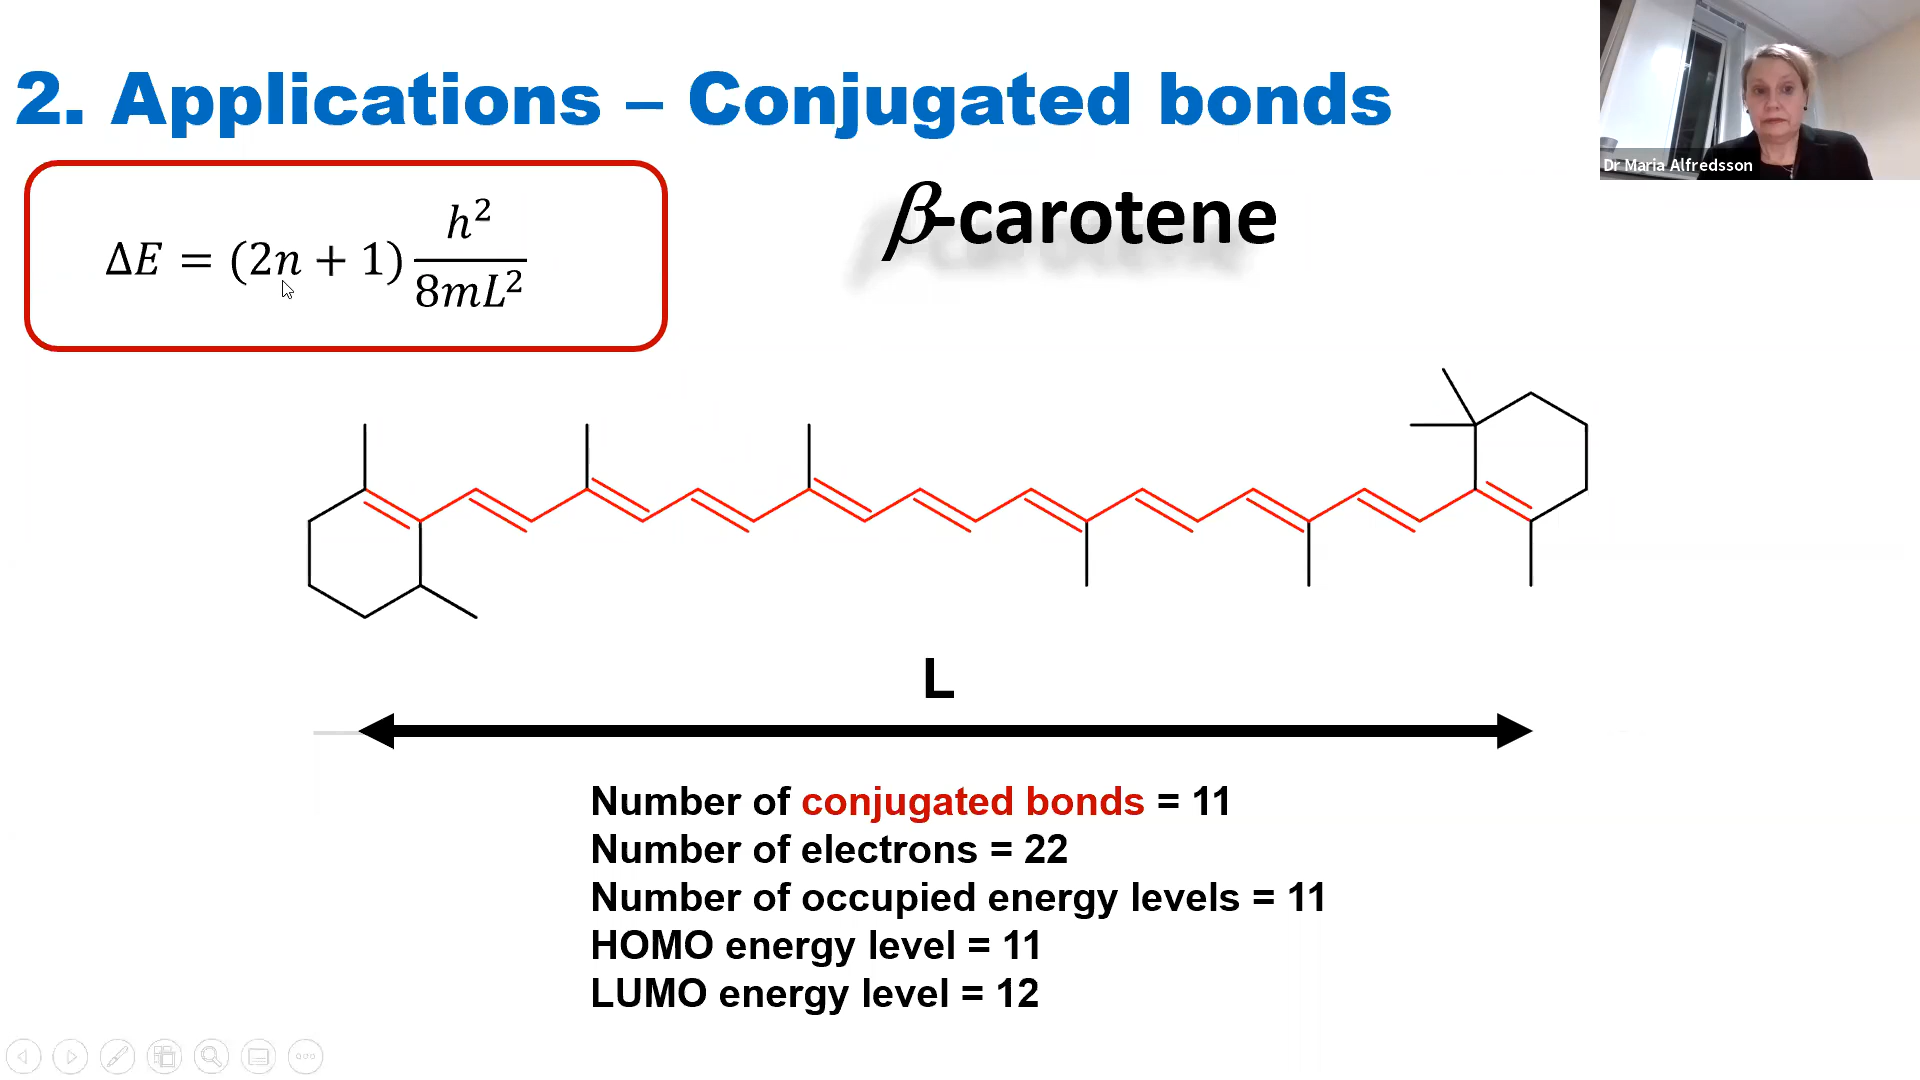 2. Applications – Conjugated bonds
Dr Maria Alfredsson
ΔE = (2n + 1) h² / 8mL²
β-carotene
L
Number of conjugated bonds = 11
Number of electrons = 22
Number of occupied energy levels = 11
HOMO energy level = 11
LUMO energy level = 12